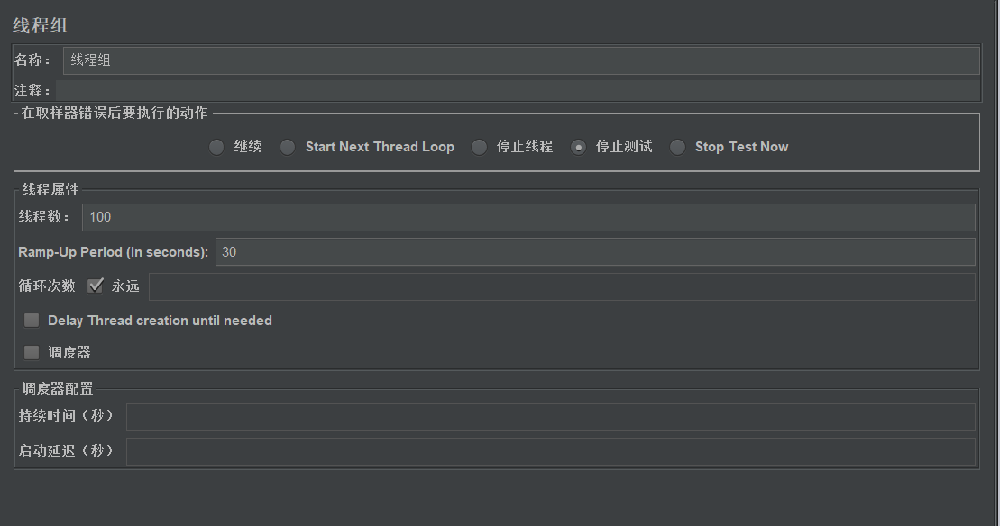 线程组
名称： 线程组
注释：
在取样器错误后要执行的动作
继续 Start Next Thread Loop 停止线程 停止测试 Stop Test Now
线程属性
线程数： 100
Ramp-Up Period (in seconds): 30
循环次数 永远
Delay Thread creation until needed
调度器
调度器配置
持续时间（秒）
启动延迟（秒）